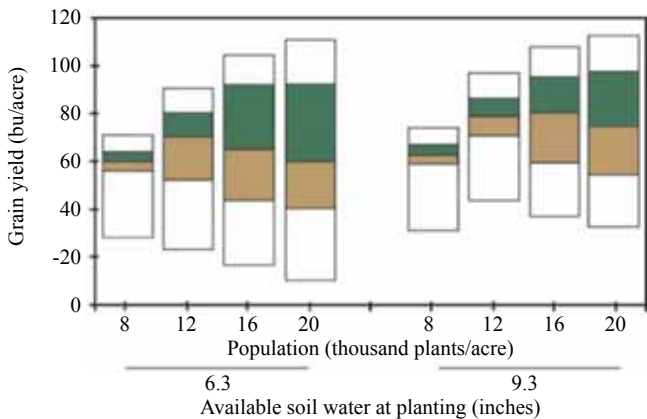 Grain yield (bu/acre)
120
100
80
60
40
-20
0
8 12 16 20 8 12 16 20
Population (thousand plants/acre)
6.3 9.3
Available soil water at planting (inches)